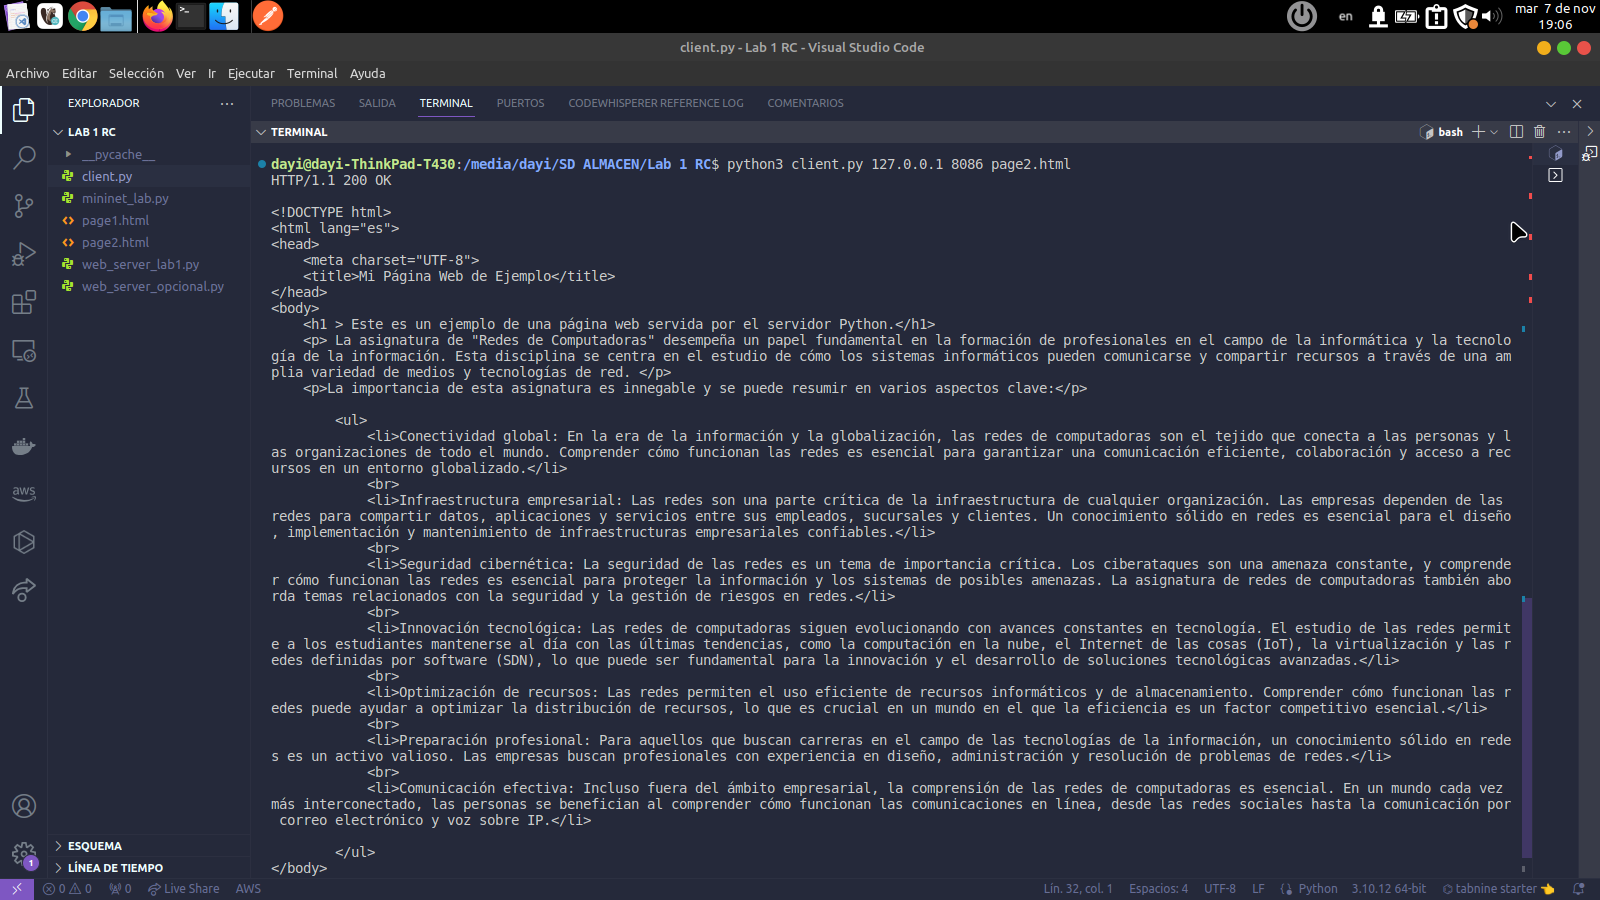 en
mar 7 de nov
19:06
client.py - Lab 1 RC - Visual Studio Code
Archivo Editar Selección Ver Ir Ejecutar Terminal Ayuda
EXPLORADOR
LAB 1 RC
__pycache__
client.py
mininet_lab.py
page1.html
page2.html
web_server_lab1.py
web_server_opcional.py
aws
ESQUEMA
LÍNEA DE TIEMPO
1
PROBLEMAS SALIDA TERMINAL PUERTOS CODEWHISPERER REFERENCE LOG COMENTARIOS
TERMINAL
bash
dayi@dayi-ThinkPad-T430:/media/dayi/SD ALMACEN/Lab 1 RC$ python3 client.py 127.0.0.1 8086 page2.html
HTTP/1.1 200 OK
<!DOCTYPE html>
<html lang="es">
<head>
    <meta charset="UTF-8">
    <title>Mi Página Web de Ejemplo</title>
</head>
<body>
    <h1 > Este es un ejemplo de una página web servida por el servidor Python.</h1>
    <p> La asignatura de "Redes de Computadoras" desempeña un papel fundamental en la formación de profesionales en el campo de la informática y la tecnolo
gía de la información. Esta disciplina se centra en el estudio de cómo los sistemas informáticos pueden comunicarse y compartir recursos a través de una am
plia variedad de medios y tecnologías de red. </p>
    <p>La importancia de esta asignatura es innegable y se puede resumir en varios aspectos clave:</p>
        <ul>
            <li>Conectividad global: En la era de la información y la globalización, las redes de computadoras son el tejido que conecta a las personas y l
as organizaciones de todo el mundo. Comprender cómo funcionan las redes es esencial para garantizar una comunicación eficiente, colaboración y acceso a rec
ursos en un entorno globalizado.</li>
            <br>
            <li>Infraestructura empresarial: Las redes son una parte crítica de la infraestructura de cualquier organización. Las empresas dependen de las
redes para compartir datos, aplicaciones y servicios entre sus empleados, sucursales y clientes. Un conocimiento sólido en redes es esencial para el diseño
, implementación y mantenimiento de infraestructuras empresariales confiables.</li>
            <br>
            <li>Seguridad cibernética: La seguridad de las redes es un tema de importancia crítica. Los ciberataques son una amenaza constante, y comprende
r cómo funcionan las redes es esencial para proteger la información y los sistemas de posibles amenazas. La asignatura de redes de computadoras también abo
rda temas relacionados con la seguridad y la gestión de riesgos en redes.</li>
            <br>
            <li>Innovación tecnológica: Las redes de computadoras siguen evolucionando con avances constantes en tecnología. El estudio de las redes permit
e a los estudiantes mantenerse al día con las últimas tendencias, como la computación en la nube, el Internet de las cosas (IoT), la virtualización y las r
edes definidas por software (SDN), lo que puede ser fundamental para la innovación y el desarrollo de soluciones tecnológicas avanzadas.</li>
            <br>
            <li>Optimización de recursos: Las redes permiten el uso eficiente de recursos informáticos y de almacenamiento. Comprender cómo funcionan las r
edes puede ayudar a optimizar la distribución de recursos, lo que es crucial en un mundo en el que la eficiencia es un factor competitivo esencial.</li>
            <br>
            <li>Preparación profesional: Para aquellos que buscan carreras en el campo de las tecnologías de la información, un conocimiento sólido en rede
s es un activo valioso. Las empresas buscan profesionales con experiencia en diseño, administración y resolución de problemas de redes.</li>
            <br>
            <li>Comunicación efectiva: Incluso fuera del ámbito empresarial, la comprensión de las redes de computadoras es esencial. En un mundo cada vez
más interconectado, las personas se benefician al comprender cómo funcionan las comunicaciones en línea, desde las redes sociales hasta la comunicación por
 correo electrónico y voz sobre IP.</li>
        </ul>
</body>
0 0 0 Live Share AWS Lín. 32, col. 1 Espacios: 4 UTF-8 LF Python 3.10.12 64-bit tabnine starter 👈